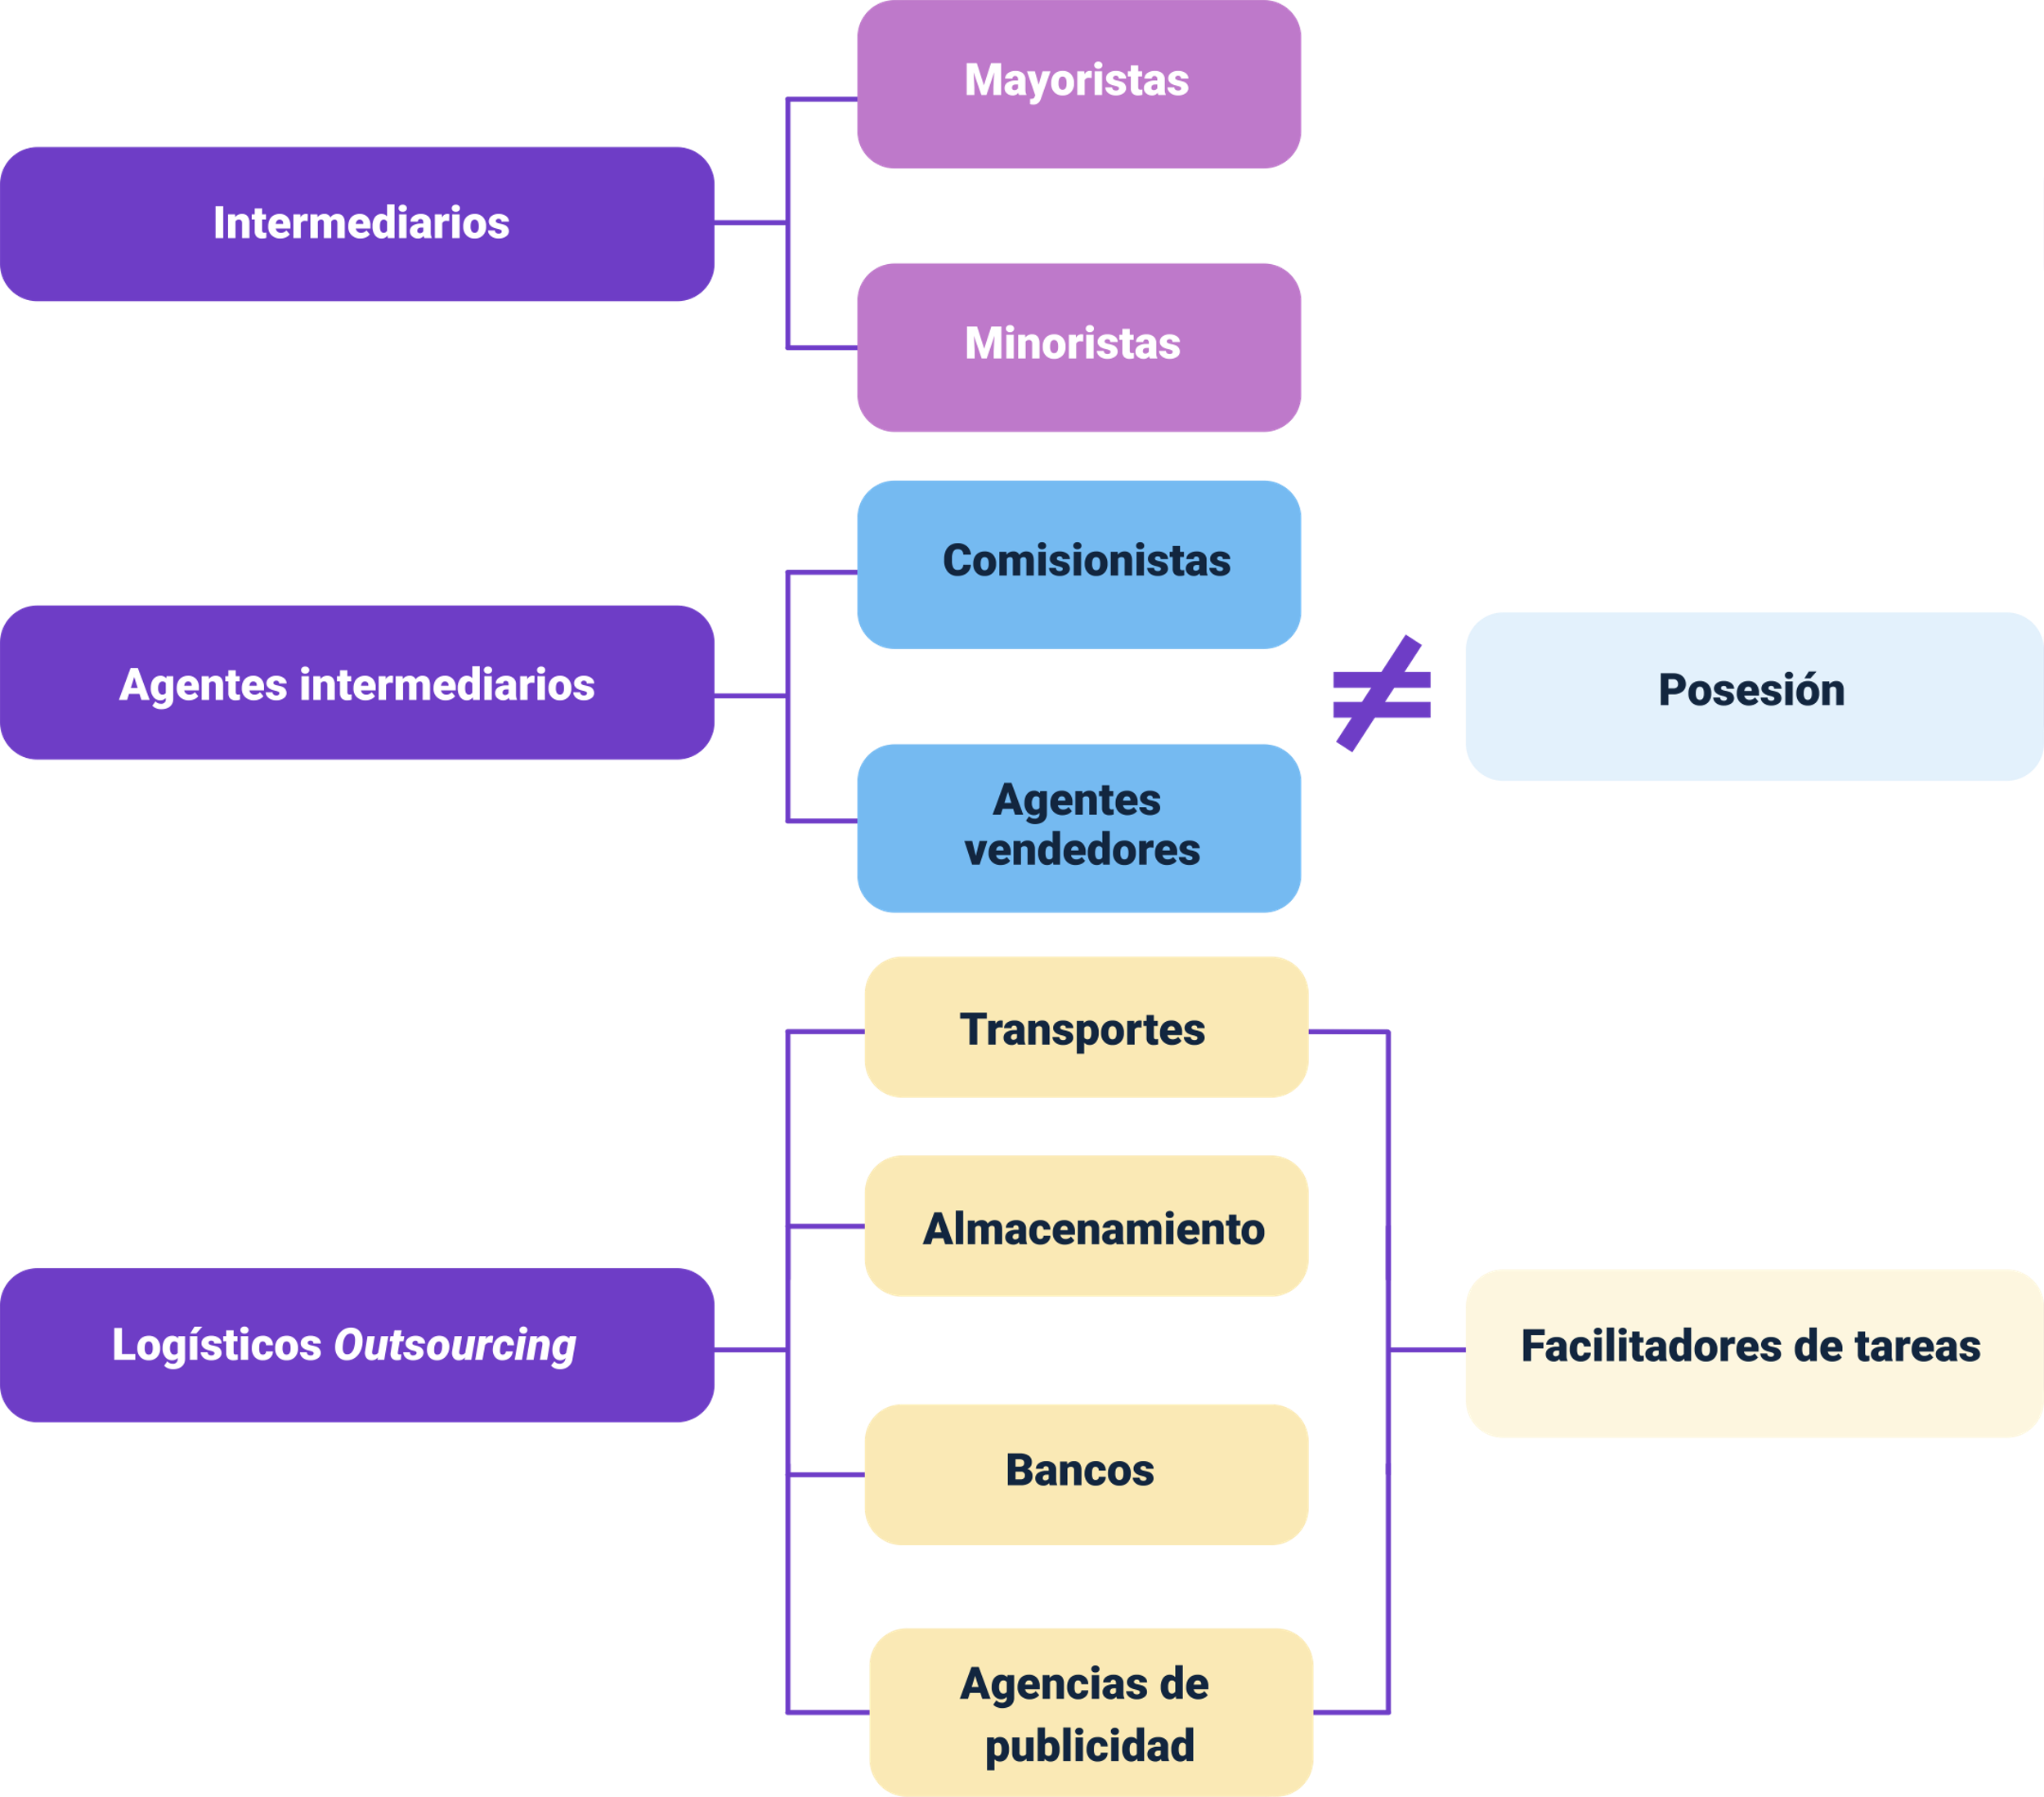 Mayoristas
Intermediarios
Minoristas
Comisionistas
Agentes intermediarios
≠
Posesión
Agentes
vendedores
Transportes
Almacenamiento
Logísticos Outsourcing
Facilitadores de tareas
Bancos
Agencias de
publicidad